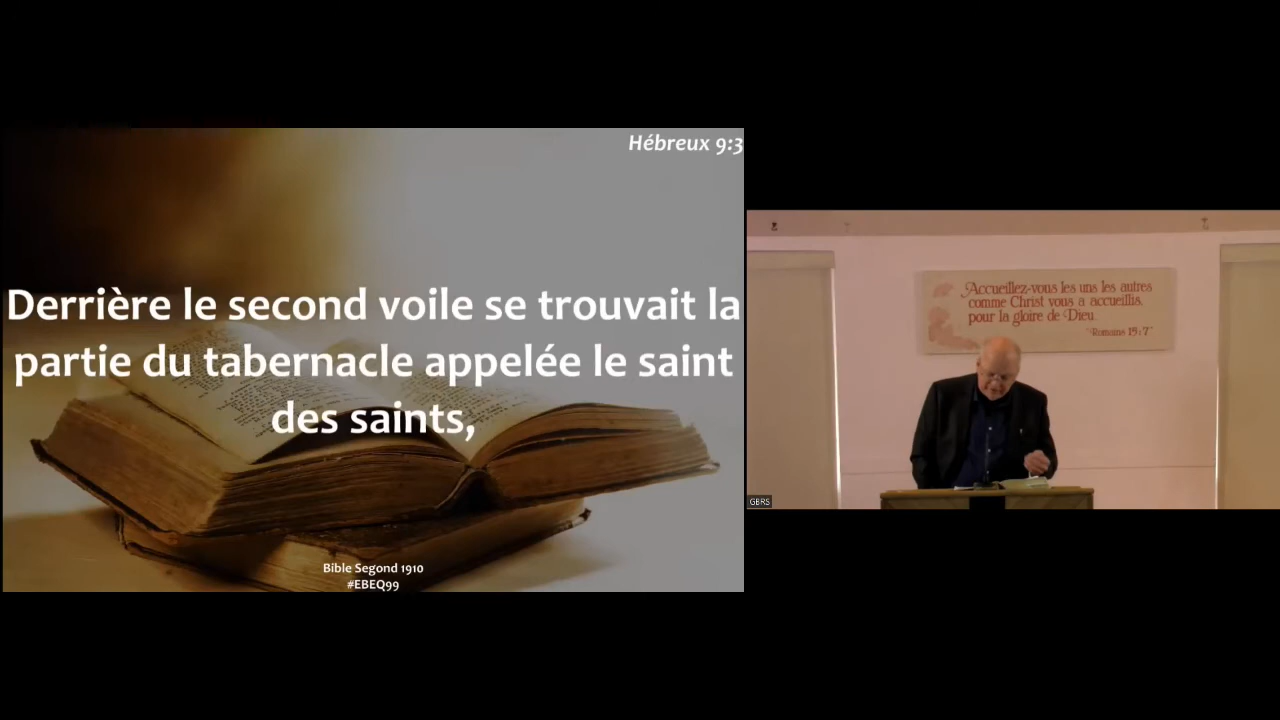 Hébreux 9:3
Derrière le second voile se trouvait la
partie du tabernacle appelée le saint
des saints,
Bible Segond 1910
#EBEQ99
Accueillez-vous les uns les autres
comme Christ vous a accueillis,
pour la gloire de Dieu.
"Romains 15:7"
GBRS